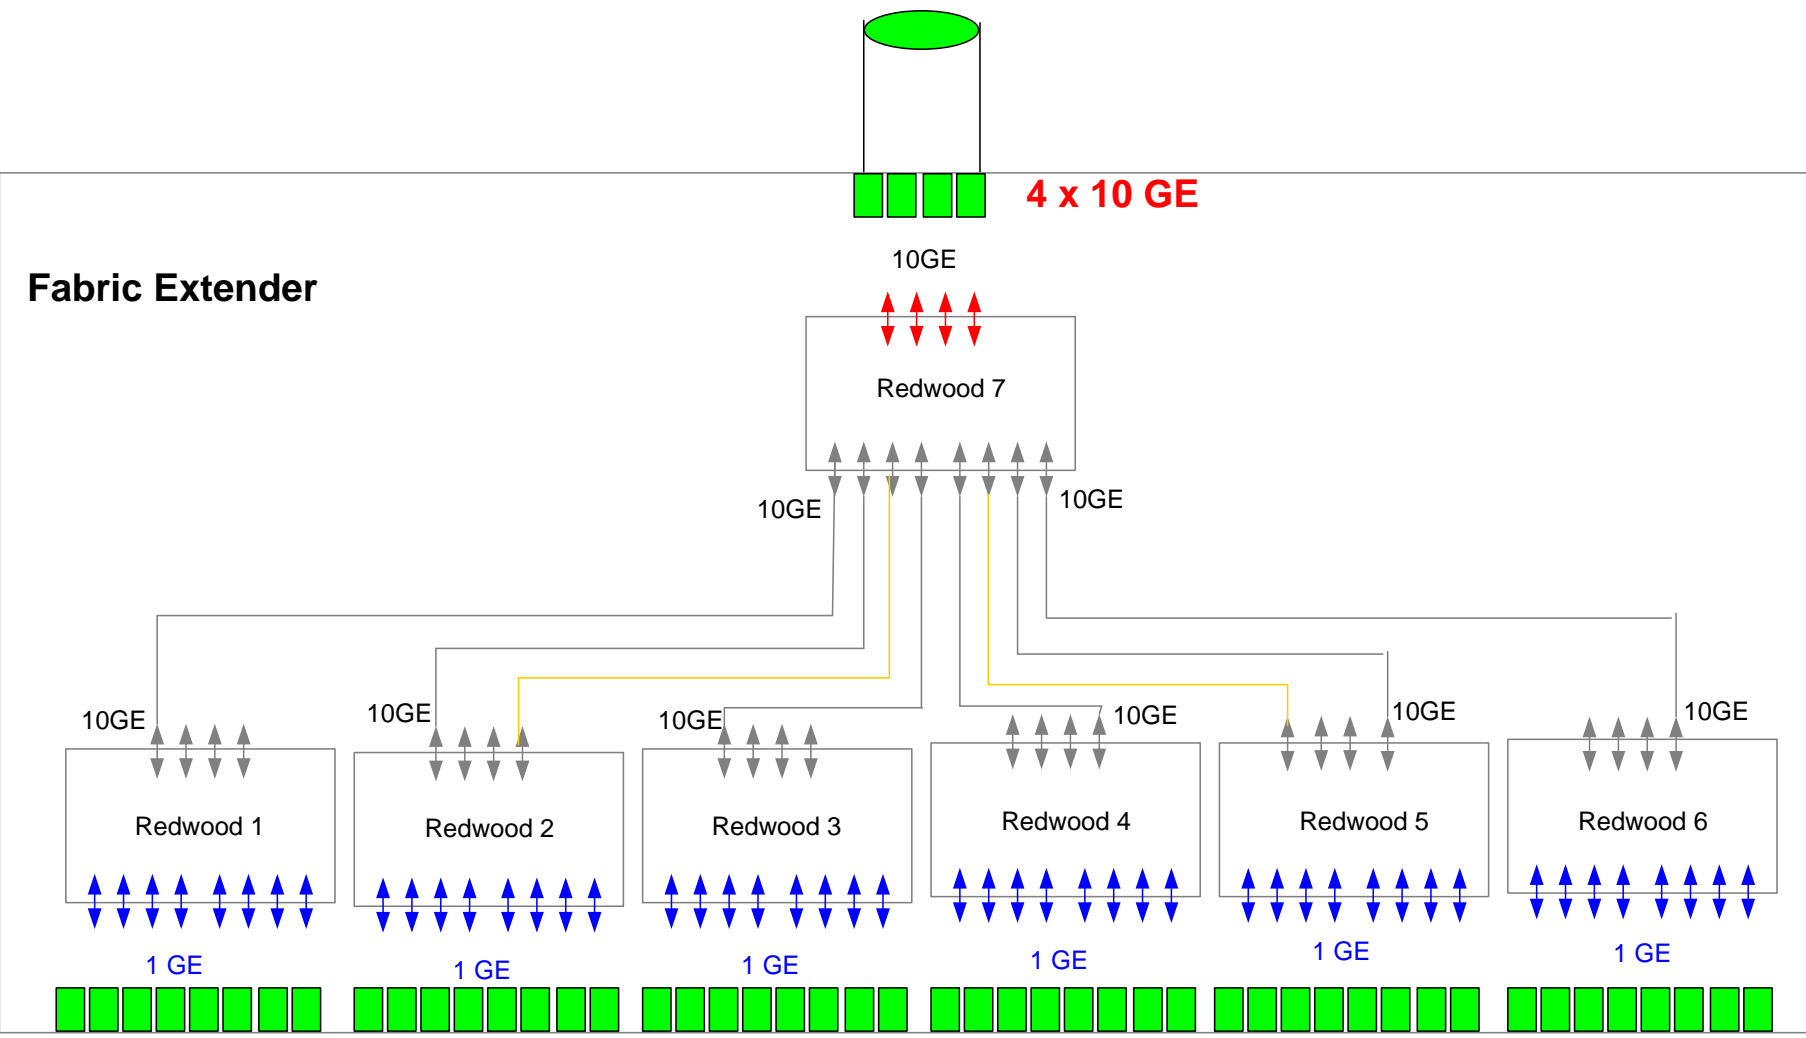 4 x 10 GE
10GE
Fabric Extender
Redwood 7
10GE
10GE
10GE
10GE
10GE
10GE
10GE
10GE
Redwood 1
Redwood 2
Redwood 3
Redwood 4
Redwood 5
Redwood 6
1 GE
1 GE
1 GE
1 GE
1 GE
1 GE